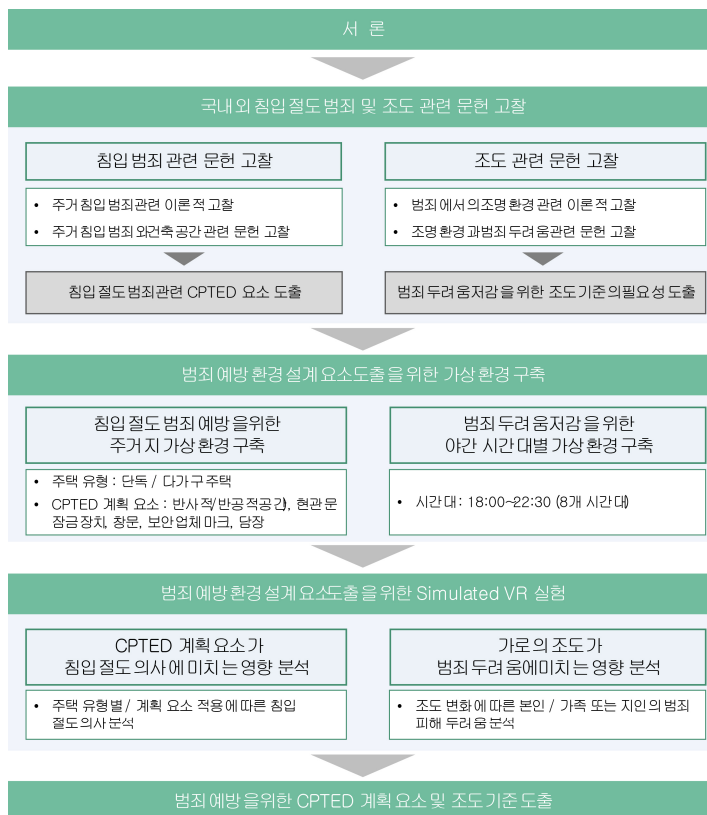 서 론
국내외 침입 절도 범죄 및 조도 관련 문헌 고찰
침입 범죄 관련 문헌 고찰
• 주거 침입 범죄관련 이론적 고찰
• 주거 침입 범죄와 건축 공간 관련 문헌 고찰
침입 절도 범죄관련 CPTED 요소 도출
조도 관련 문헌 고찰
• 범죄에서의 조명 환경 관련 이론적 고찰
• 조명 환경과 범죄 두려움 관련 문헌 고찰
범죄 두려움 저감을 위한 조도 기준의 필요성 도출
범죄 예방 환경 설계 요소 도출을 위한 가상 환경 구축
침입 절도 범죄 예방을 위한
주거지 가상 환경 구축
• 주택 유형 : 단독 / 다가구 주택
• CPTED 계획 요소 : 반사적/반공적공간, 현관문
잠금장치, 창문, 보안업체 마크, 담장
범죄 두려움 저감을 위한
야간 시간대별 가상 환경 구축
• 시간대: 18:00~22:30 (8개 시간대)
범죄 예방 환경 설계 요소도출을 위한 Simulated VR 실험
CPTED 계획 요소가
침입 절도 의사에 미치는 영향 분석
• 주택 유형별 / 계획 요소 적용에 따른 침입
절도 의사 분석
가로의 조도가
범죄 두려움에 미치는 영향 분석
• 조도 변화에 따른 본인 / 가족 또는 지인의 범죄
피해 두려움 분석
범죄 예방을 위한 CPTED 계획 요소 및 조도 기준 도출